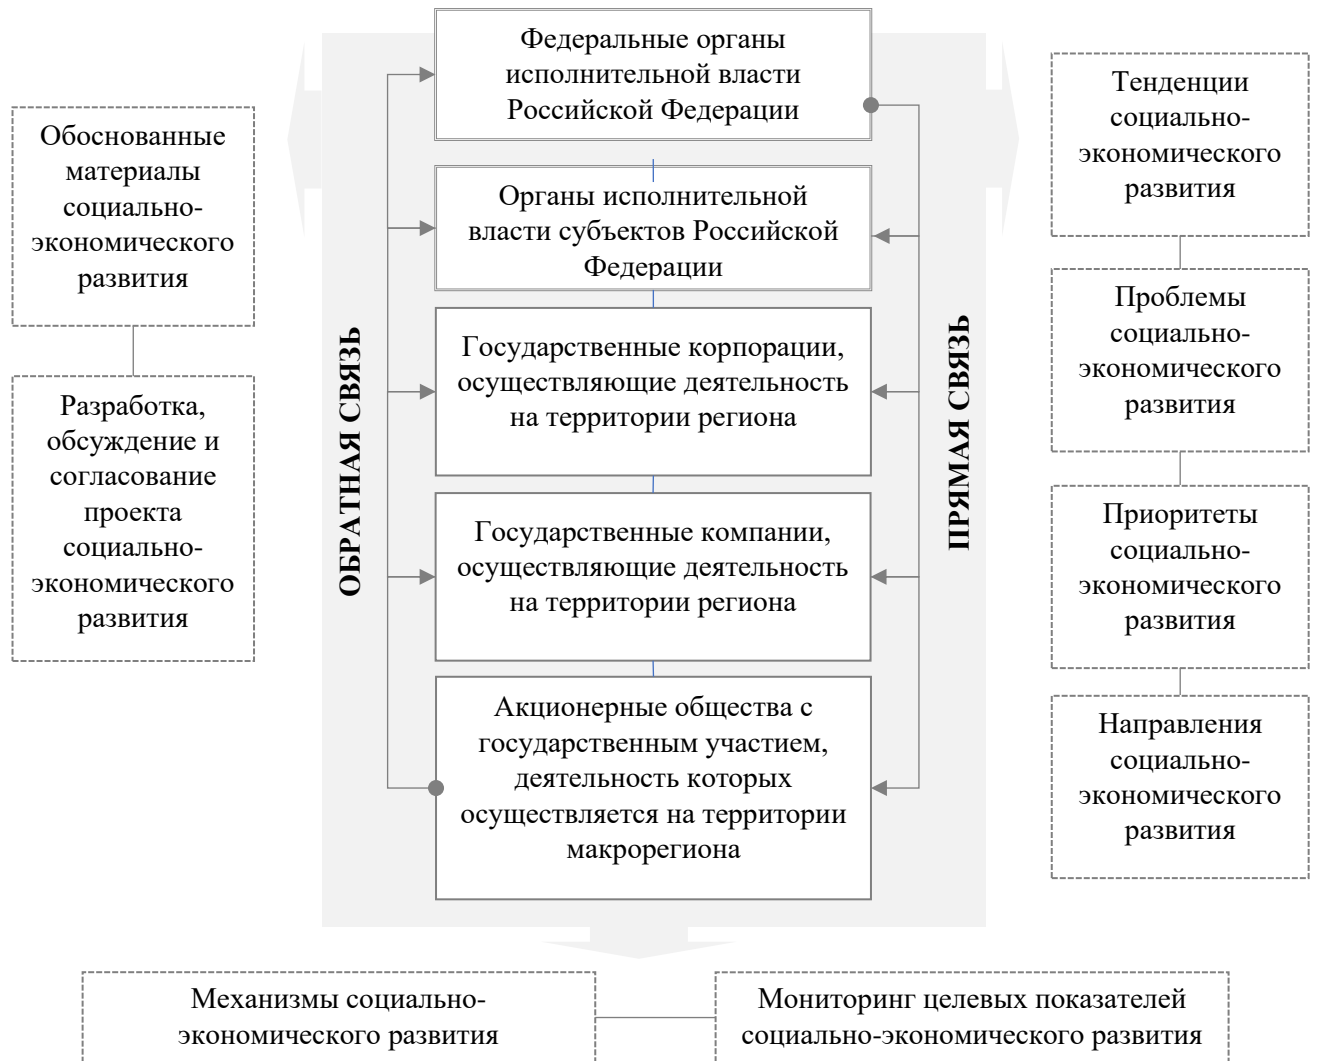 Федеральные органы
исполнительной власти
Российской Федерации
Органы исполнительной
власти субъектов Российской
Федерации
Государственные корпорации,
осуществляющие деятельность
на территории региона
Государственные компании,
осуществляющие деятельность
на территории региона
Акционерные общества с
государственным участием,
деятельность которых
осуществляется на территории
макрорегиона
ОБРАТНАЯ СВЯЗЬ
ПРЯМАЯ СВЯЗЬ
Обоснованные
материалы
социально-
экономического
развития
Разработка,
обсуждение и
согласование
проекта
социально-
экономического
развития
Тенденции
социально-
экономического
развития
Проблемы
социально-
экономического
развития
Приоритеты
социально-
экономического
развития
Направления
социально-
экономического
развития
Механизмы социально-
экономического развития
Мониторинг целевых показателей
социально-экономического развития